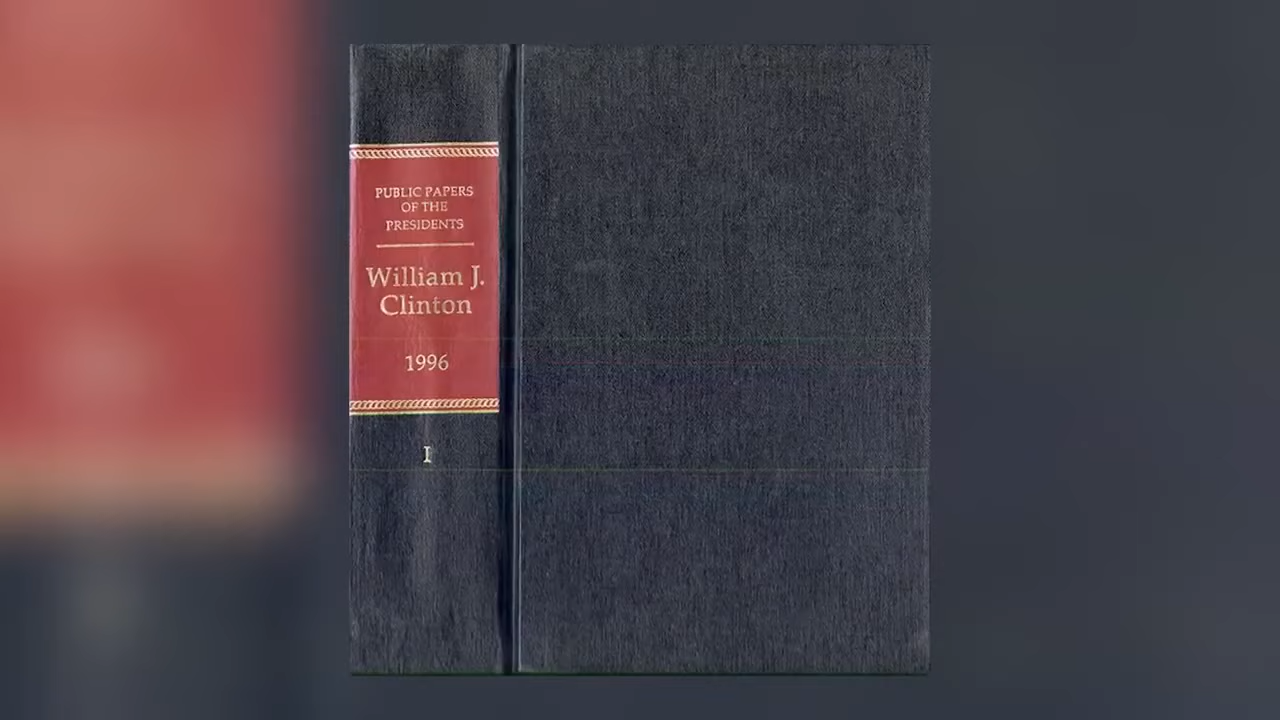 PUBLIC PAPERS
OF THE
PRESIDENTS
William J.
Clinton
1996
I